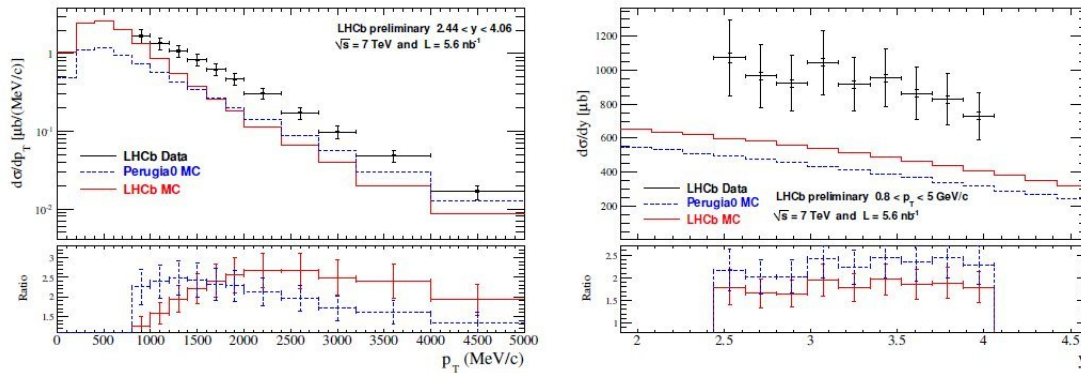 dσ/dp_T [μb/(MeV/c)]
1
10⁻¹
10⁻²
LHCb preliminary 2.44 < y < 4.06
√s = 7 TeV and L = 5.6 nb⁻¹
LHCb Data
Perugia0 MC
LHCb MC
Ratio
3
2.5
2
1.5
0 500 1000 1500 2000 2500 3000 3500 4000 4500 5000
p_T (MeV/c)
dσ/dy [μb]
1200
1000
800
600
400
200
LHCb Data
Perugia0 MC
LHCb MC
LHCb preliminary 0.8 < p_T < 5 GeV/c
√s = 7 TeV and L = 5.6 nb⁻¹
Ratio
2.5
2
1.5
1
2 2.5 3 3.5 4 4.5